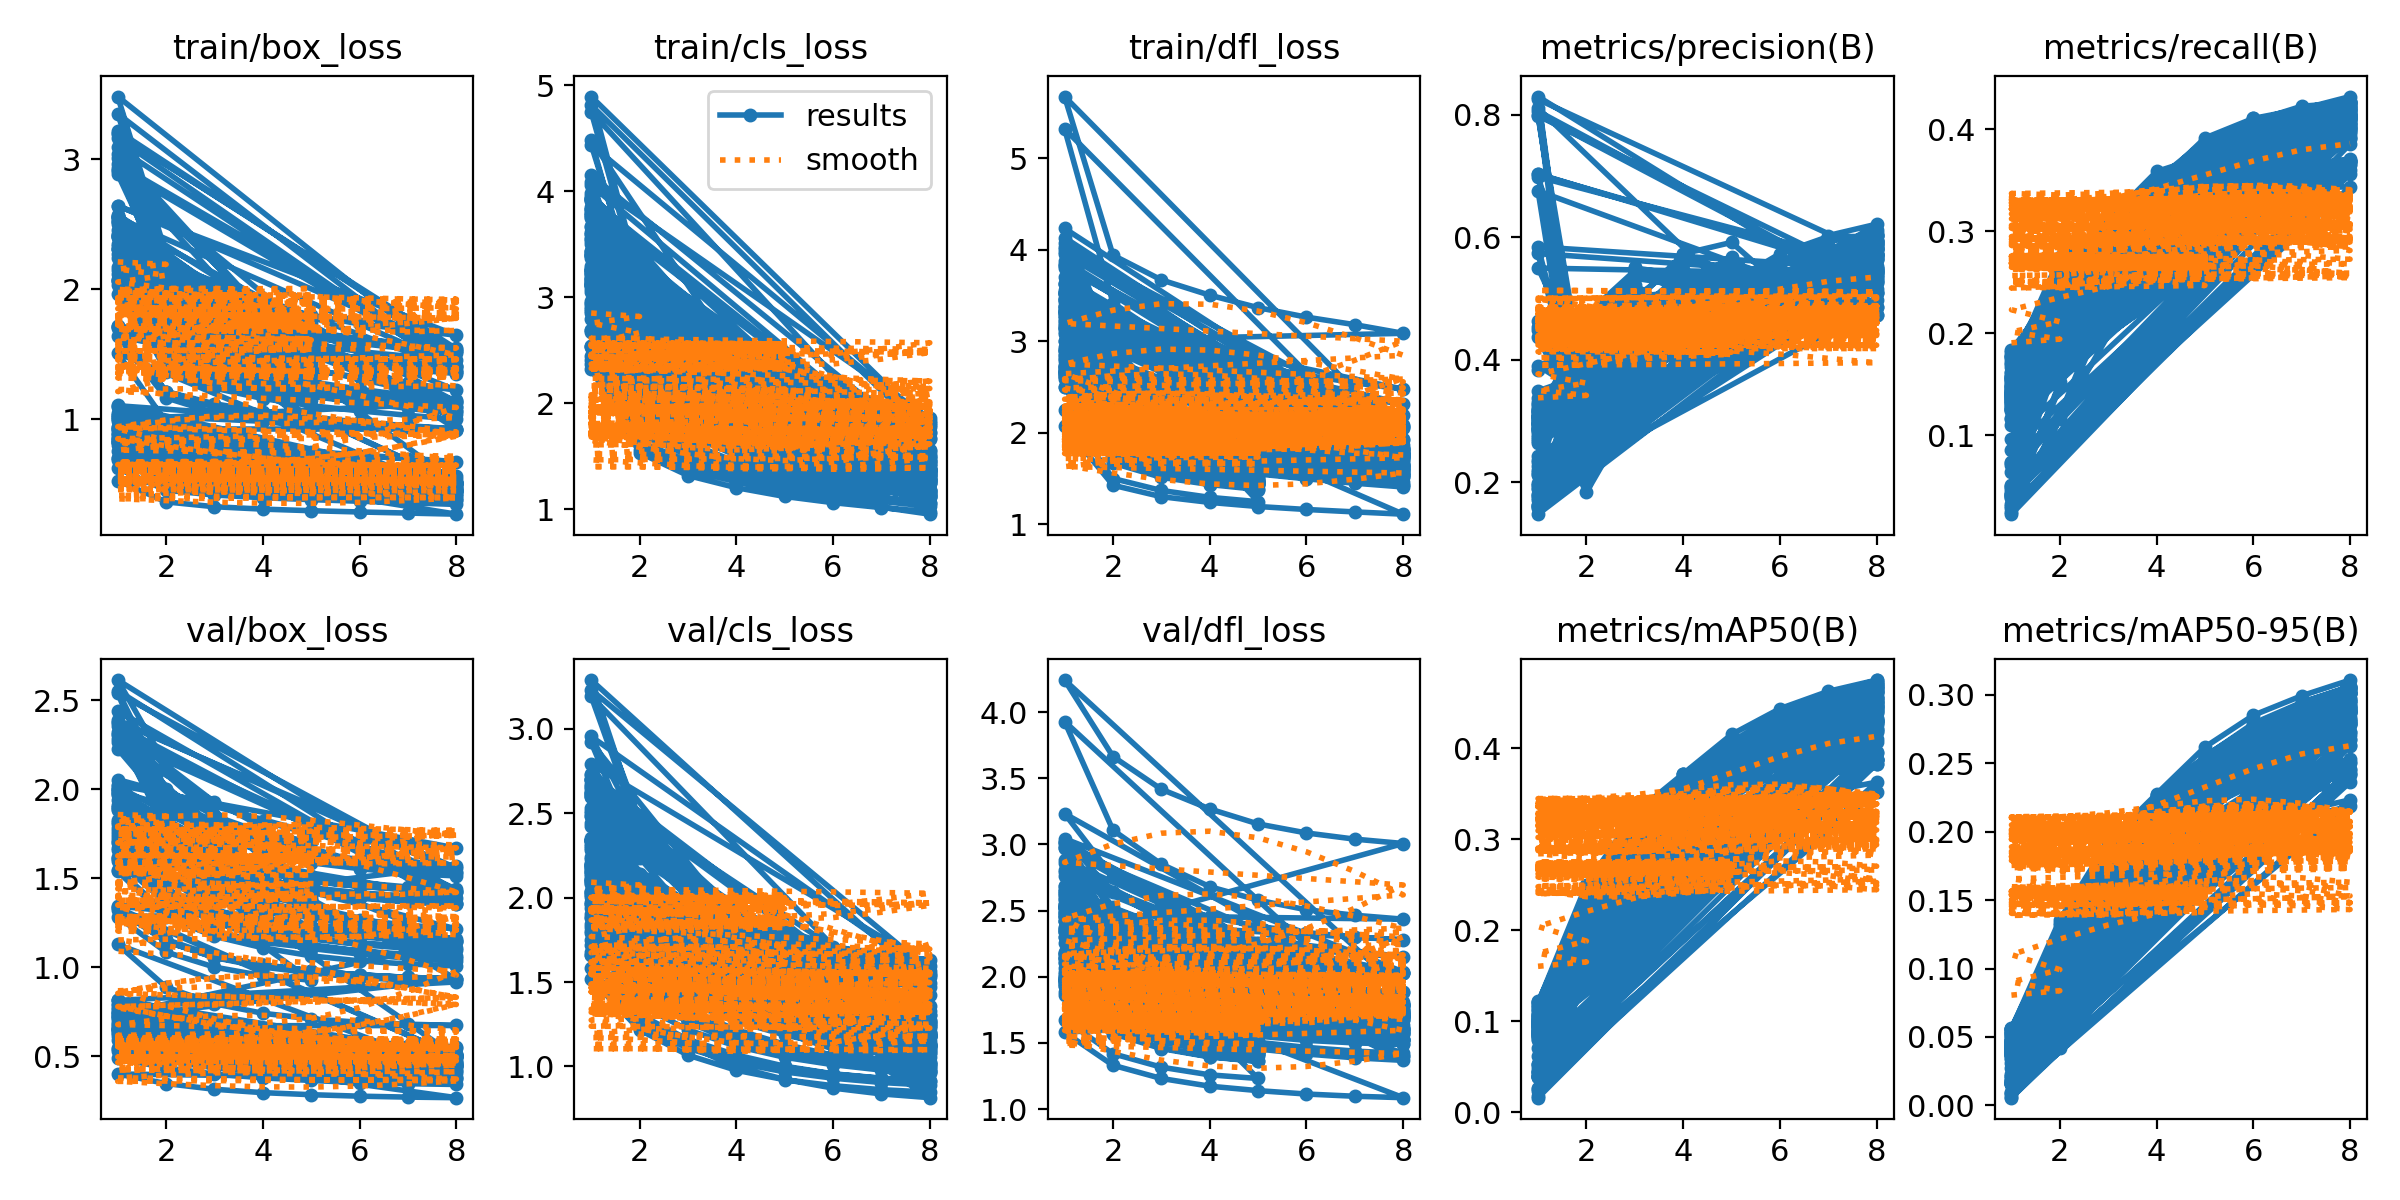 train/box_loss
3
2
1
2 4 6 8
train/cls_loss
results
smooth
5
4
3
2
1
2 4 6 8
train/dfl_loss
5
4
3
2
1
2 4 6 8
metrics/precision(B)
0.8
0.6
0.4
0.2
2 4 6 8
metrics/recall(B)
0.4
0.3
0.2
0.1
2 4 6 8
val/box_loss
2.5
2.0
1.5
1.0
0.5
2 4 6 8
val/cls_loss
3.0
2.5
2.0
1.5
1.0
2 4 6 8
val/dfl_loss
4.0
3.5
3.0
2.5
2.0
1.5
1.0
2 4 6 8
metrics/mAP50(B)
0.4
0.3
0.2
0.1
0.0
2 4 6 8
metrics/mAP50-95(B)
0.30
0.25
0.20
0.15
0.10
0.05
0.00
2 4 6 8